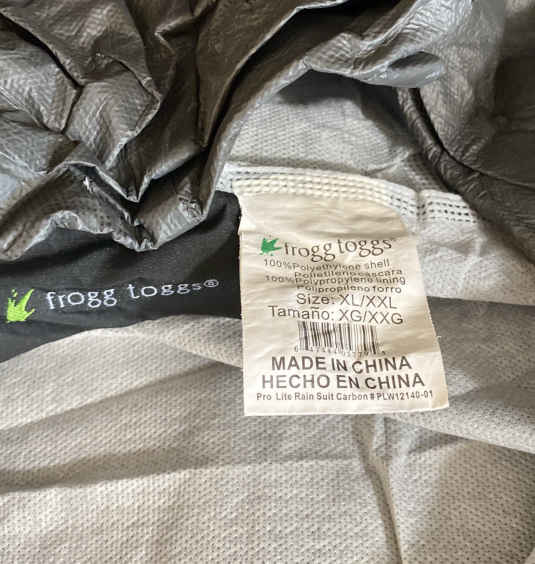 frogg toggs®
frogg toggs®
100%Polyethylene shell
Polietileno cascara
100%Polypropylene lining
Polipropileno forro
Size: XL/XXL
Tamaño: XG/XXG
MADE IN CHINA
HECHO EN CHINA
Pro Lite Rain Suit Carbon # PLW12140-01